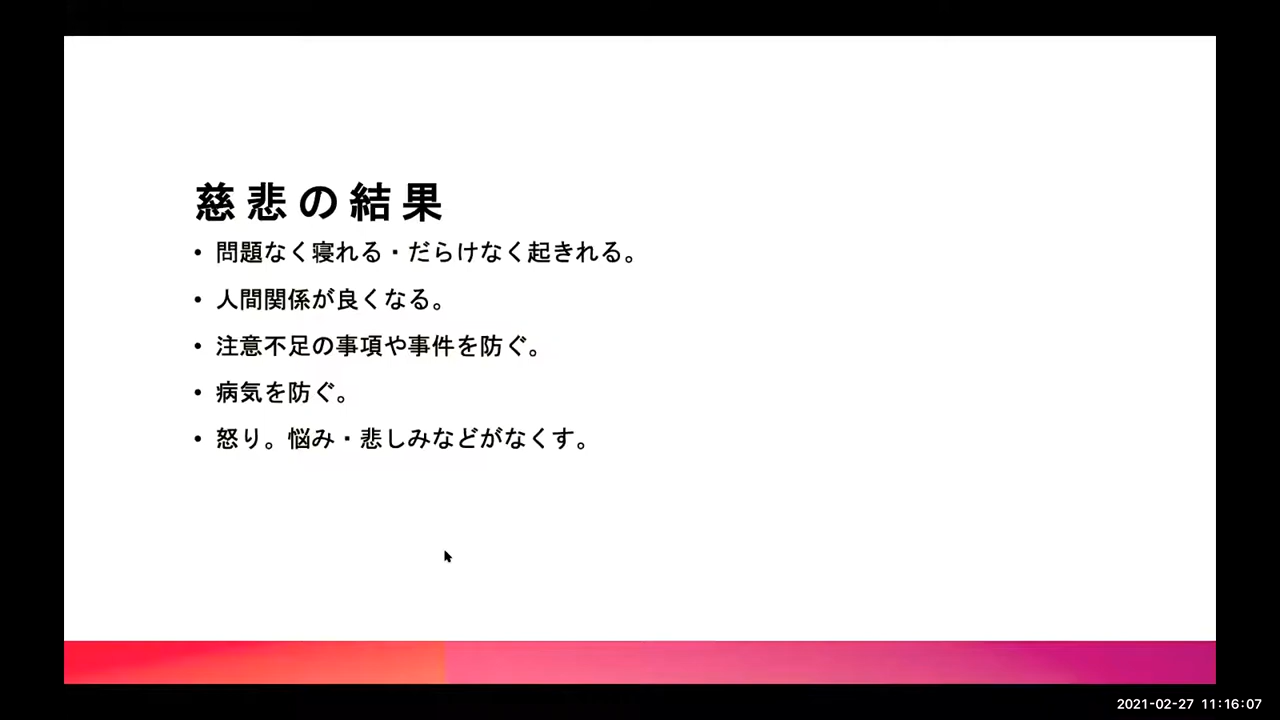 慈悲の結果
• 問題なく寝れる・だらけなく起きれる。
• 人間関係が良くなる。
• 注意不足の事項や事件を防ぐ。
• 病気を防ぐ。
• 怒り。悩み・悲しみなどがなくす。
2021-02-27 11:16:07